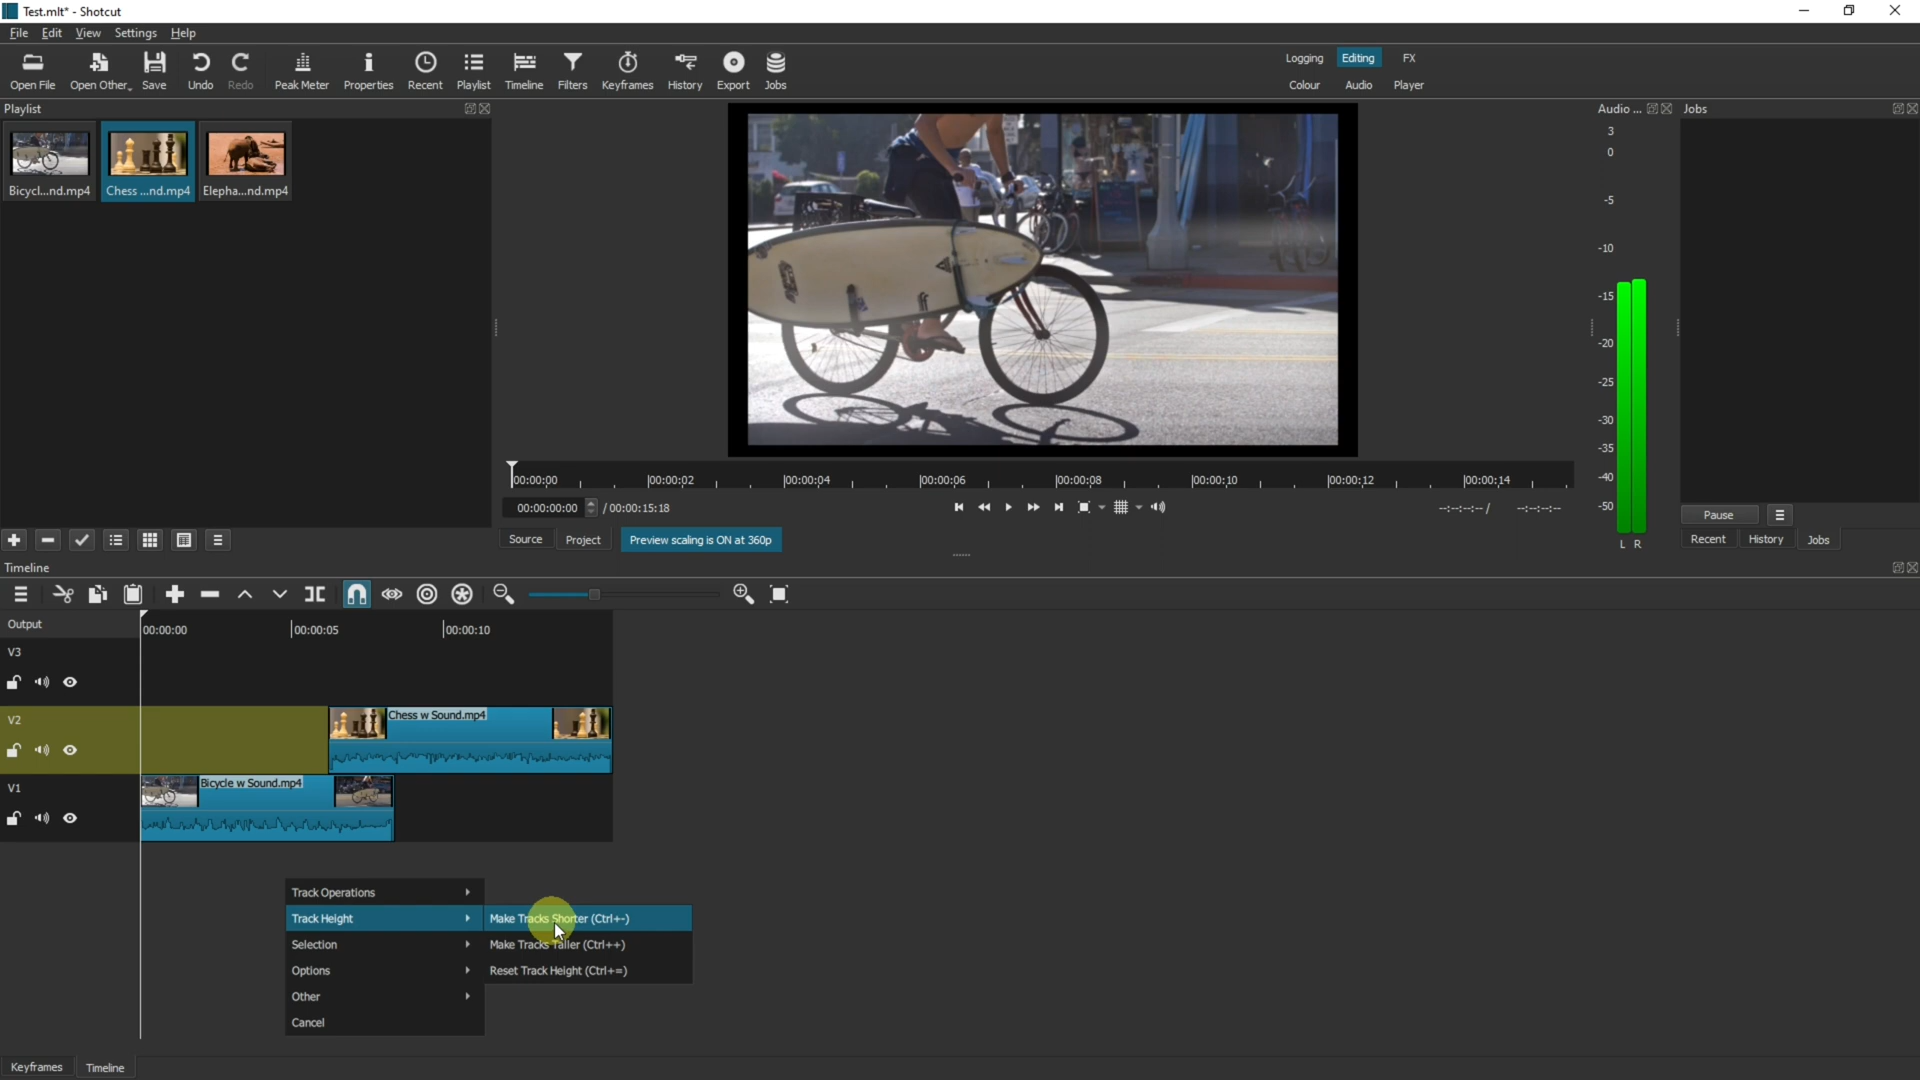 Test.mlt* - Shotcut
File Edit View Settings Help
Open File Open Other Save Undo Redo Peak Meter Properties Recent Playlist Timeline Filters Keyframes History Export Jobs
Logging Editing FX
Colour Audio Player
Playlist
Bicycl...nd.mp4 Chess ...nd.mp4 Elepha...nd.mp4
Audio ...
3
0
-5
-10
-15
-20
-25
-30
-35
-40
-50
L R
Jobs
00:00:00 00:00:02 00:00:04 00:00:06 00:00:08 00:00:10 00:00:12 00:00:14
00:00:00:00 / 00:00:15:18
--:--:--:-- / --:--:--:--
Source Project Preview scaling is ON at 360p
Pause
Recent History Jobs
Timeline
Output
00:00:00 00:00:05 00:00:10
V3
V2
Chess w Sound.mp4
V1
Bicycle w Sound.mp4
Track Operations
Track Height
Selection
Options
Other
Cancel
Make Tracks Shorter (Ctrl+-)
Make Tracks Taller (Ctrl++)
Reset Track Height (Ctrl+=)
Keyframes Timeline